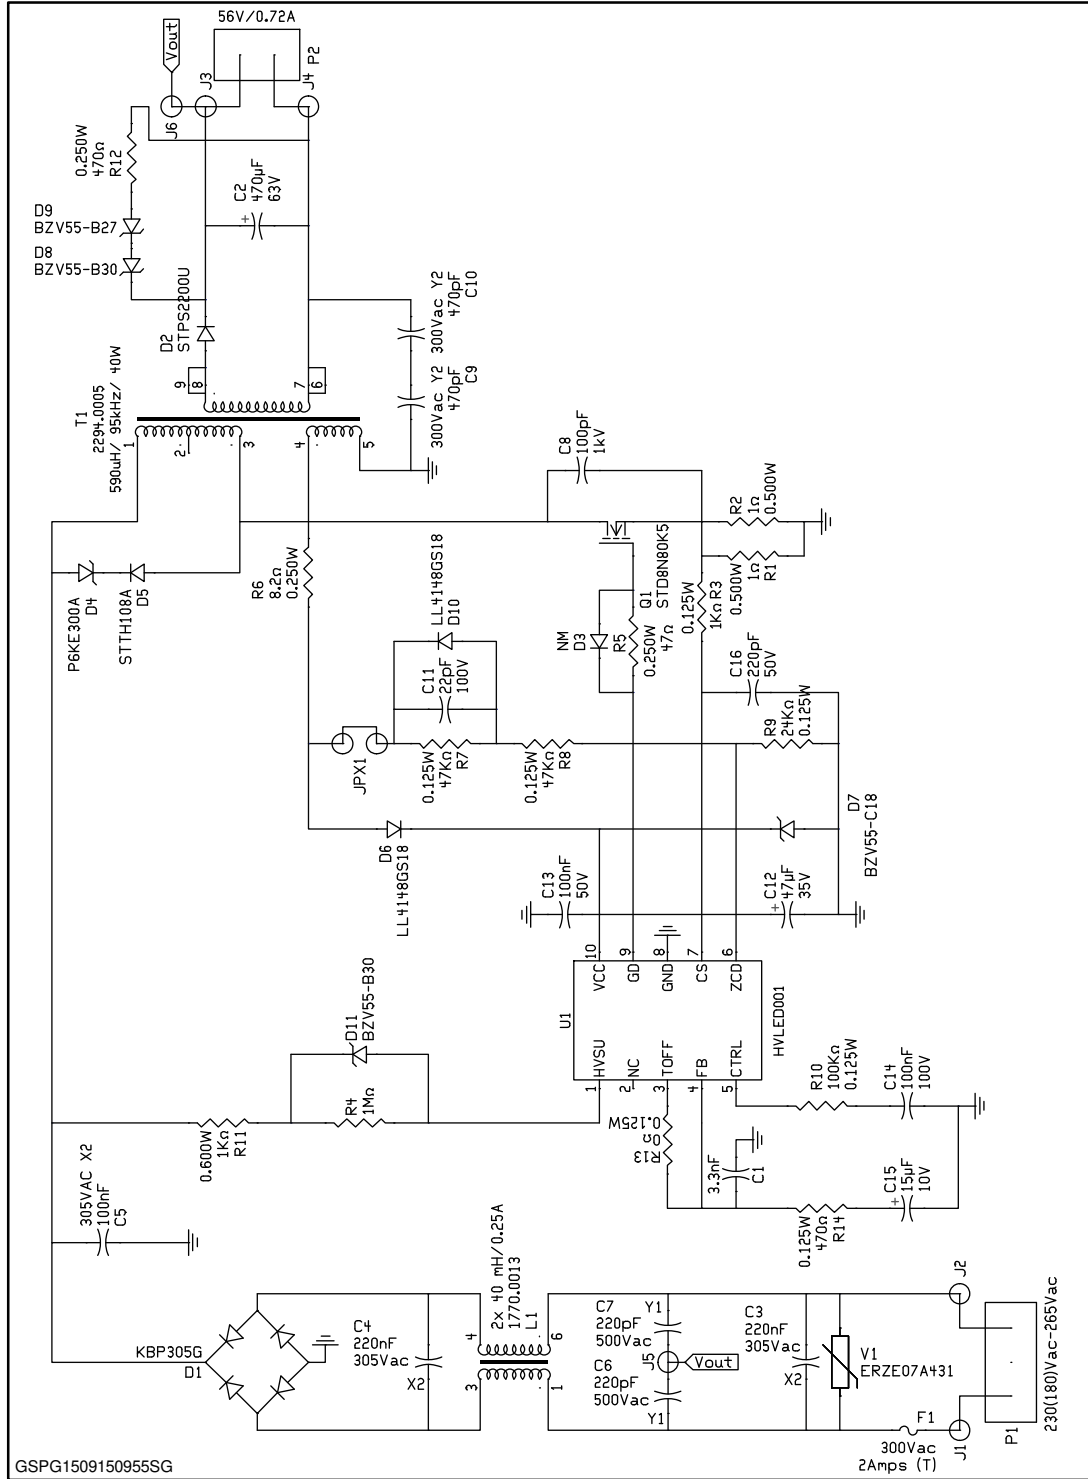 56V/0.72A
Vout
J3
J4
P2
J6
0.250W
470Ω
R12
D9
BZV55-B27
D8
BZV55-B30
C2
470µF
63V
+
D2
STPS2200U
300Vac Y2
470pF
C10
300Vac Y2
470pF
C9
9
8
7
6
T1
2294.0005
590uH/ 95kHz/ 40W
1
2
3
4
5
P6KE300A
D4
STTH108A
D5
R6
8.2Ω
0.250W
C8
100pF
1kV
R2
1Ω
0.500W
0.500W
1Ω
R1
Q1
STD8N80K5
0.125W
1KΩ R3
NM
D3
R5
0.250W
47Ω
LL4148GS18
D10
C11
22pF
100V
C16
220pF
50V
JPX1
0.125W
47KΩ
R7
0.125W
47KΩ
R8
R9
24KΩ
0.125W
D6
LL4148GS18
D7
BZV55-C18
C13
100nF
50V
+
C12
47µF
35V
U1
HVLED001
VCC 10
GD 9
GND 8
CS 7
ZCD 6
1 HVSU
2 NC
3 TOFF
4 FB
5 CTRL
D11
BZV55-B30
R4
1MΩ
0.600W
1KΩ
R11
R13
0Ω
0.125W
3.3nF
C1
R10
100KΩ
0.125W
C14
100nF
100V
+
C15
15µF
10V
0.125W
470Ω
R14
305VAC X2
100nF
C5
KBP305G
D1
C4
220nF
305Vac
X2
2x 40 mH/0.25A
1770.0013
L1
4
3
6
1
C7
220pF
500Vac
Y1
J5
Vout
C6
220pF
500Vac
Y1
C3
220nF
305Vac
X2
V1
ERZE07A431
F1
300Vac
2Amps (T)
J2
J1
P1
230(180)Vac-265Vac
GSPG1509150955SG